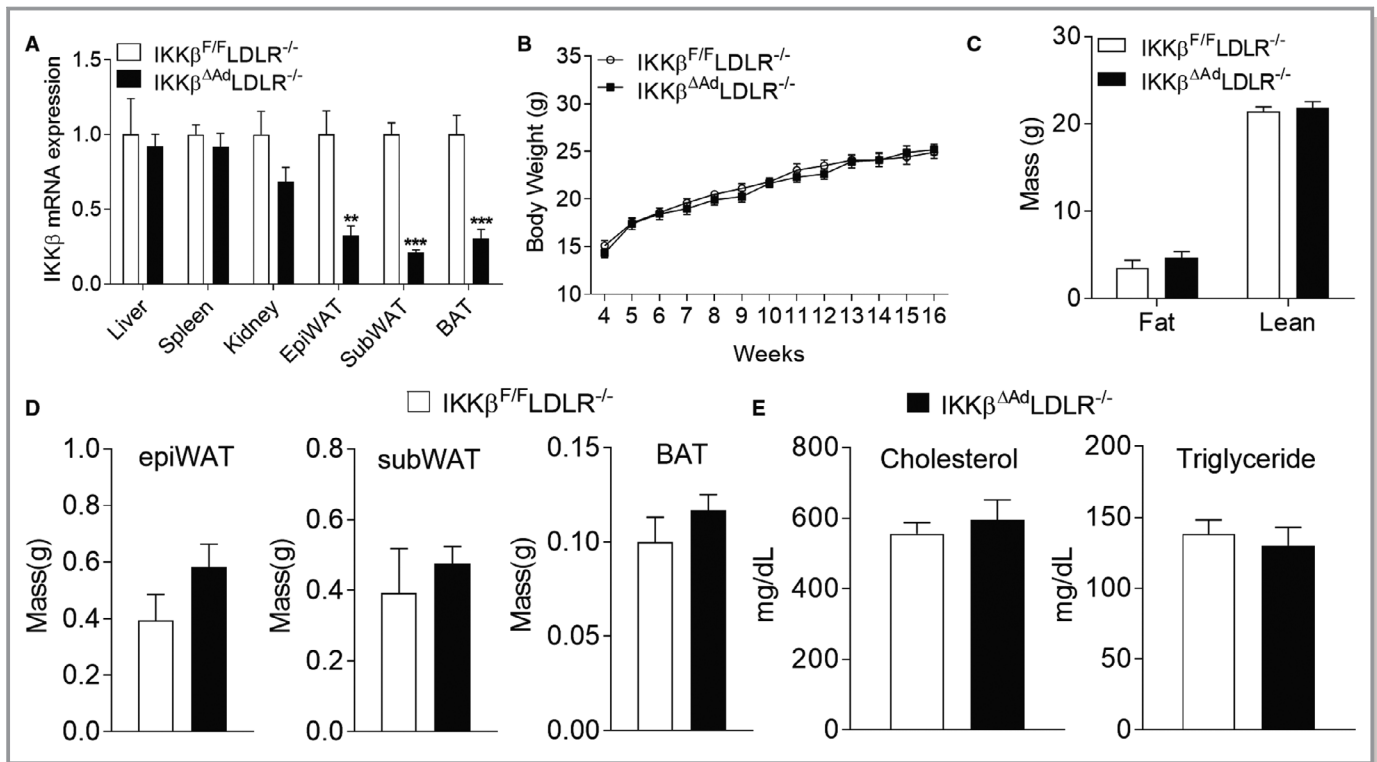 A
IKKβF/FLDLR-/-
IKKβΔAdLDLR-/-
IKKβ mRNA expression
1.5
1.0
0.5
0.0
**
***
***
Liver
Spleen
Kidney
EpiWAT
SubWAT
BAT
B
IKKβF/FLDLR-/-
IKKβΔAdLDLR-/-
Body Weight (g)
35
30
25
20
15
10
4 5 6 7 8 9 10 11 12 13 14 15 16
Weeks
C
IKKβF/FLDLR-/-
IKKβΔAdLDLR-/-
Mass (g)
30
20
10
0
Fat Lean
D
IKKβF/FLDLR-/-
epiWAT
Mass(g)
1.0
0.8
0.6
0.4
0.2
0.0
subWAT
Mass(g)
0.8
0.6
0.4
0.2
0.0
BAT
Mass(g)
0.15
0.10
0.05
0.00
E
IKKβΔAdLDLR-/-
Cholesterol
mg/dL
800
600
400
200
0
Triglyceride
mg/dL
200
150
100
50
0